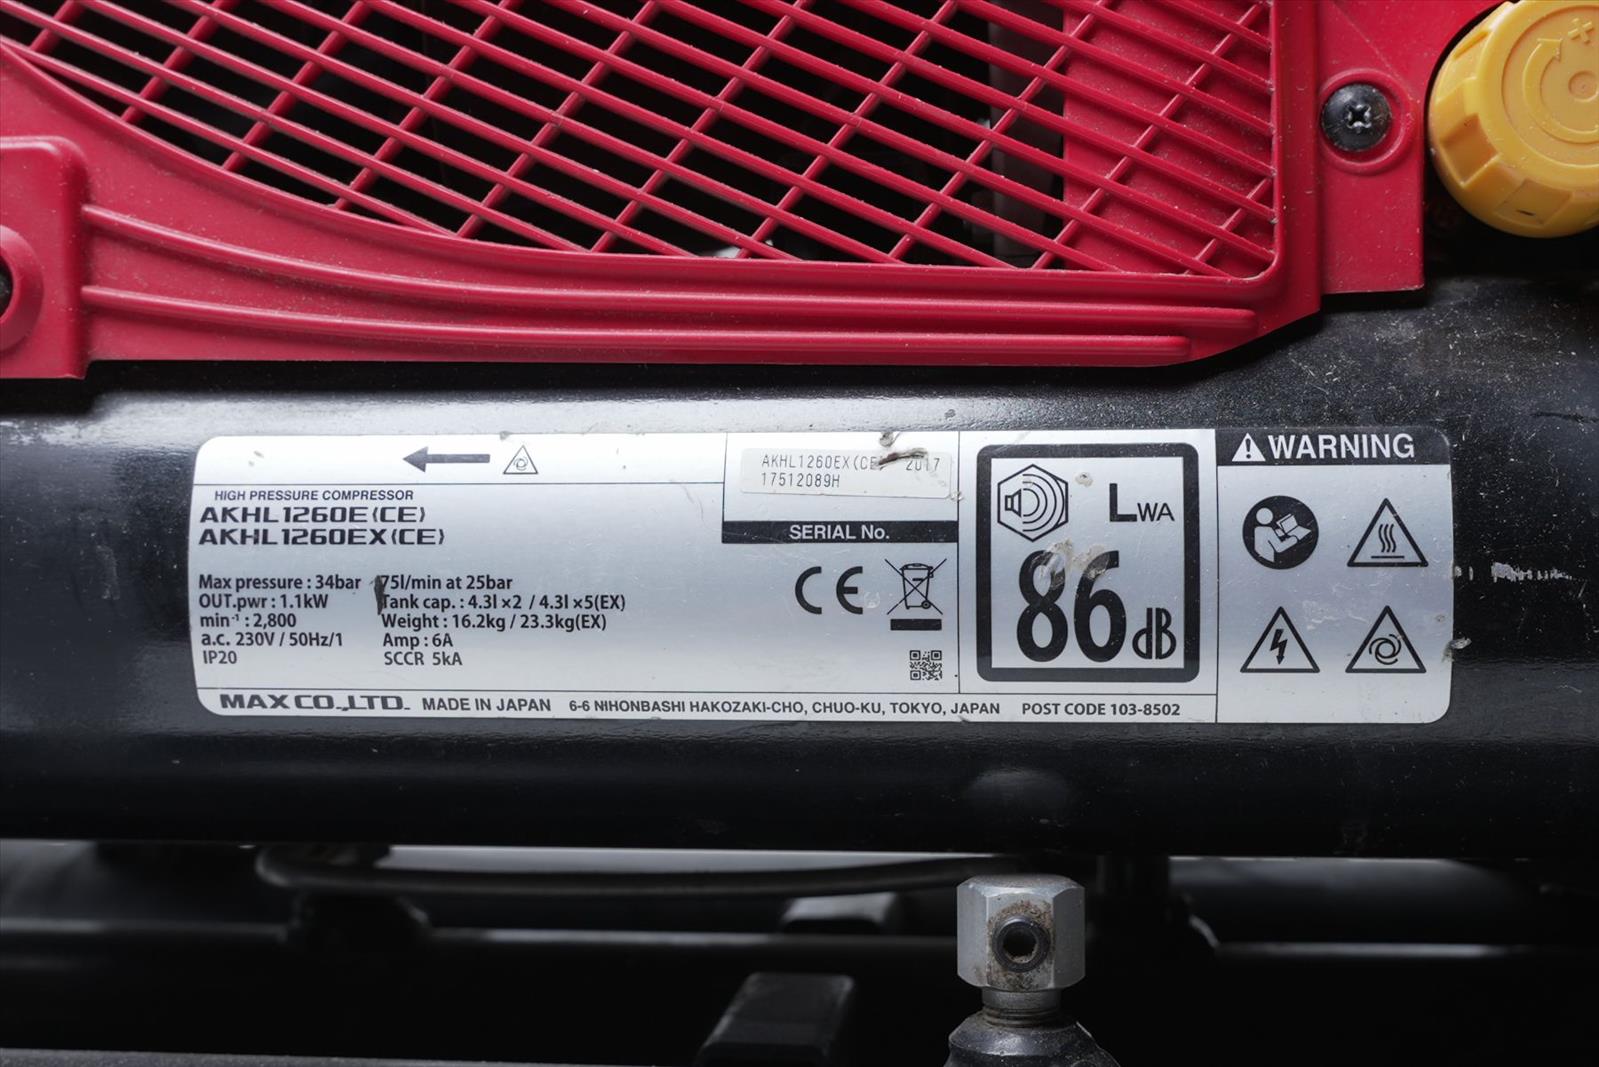 HIGH PRESSURE COMPRESSOR
AKHL1260E(CE)
AKHL1260EX(CE)
Max pressure : 34bar 75l/min at 25bar
OUT.pwr : 1.1kW Tank cap. : 4.3l ×2 / 4.3l ×5(EX)
min⁻¹ : 2,800 Weight : 16.2kg / 23.3kg(EX)
a.c. 230V / 50Hz/1 Amp : 6A
IP20 SCCR 5kA
AKHL1260EX(CE) 2017
17512089H
SERIAL No.
CE
LWA
86dB
WARNING
MAX CO.,LTD. MADE IN JAPAN 6-6 NIHONBASHI HAKOZAKI-CHO, CHUO-KU, TOKYO, JAPAN POST CODE 103-8502